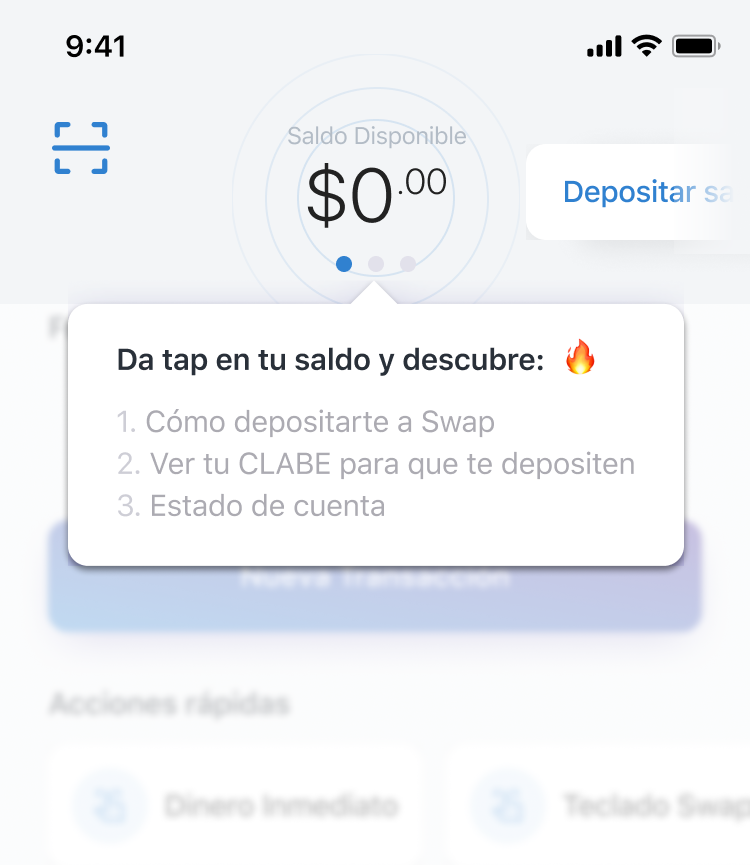 9:41
Saldo Disponible
$0.00
Depositar sa
Da tap en tu saldo y descubre: 🔥
1. Cómo depositarte a Swap
2. Ver tu CLABE para que te depositen
3. Estado de cuenta
Nueva Transacción
Acciones rápidas
Dinero Inmediato
Teclado Swap